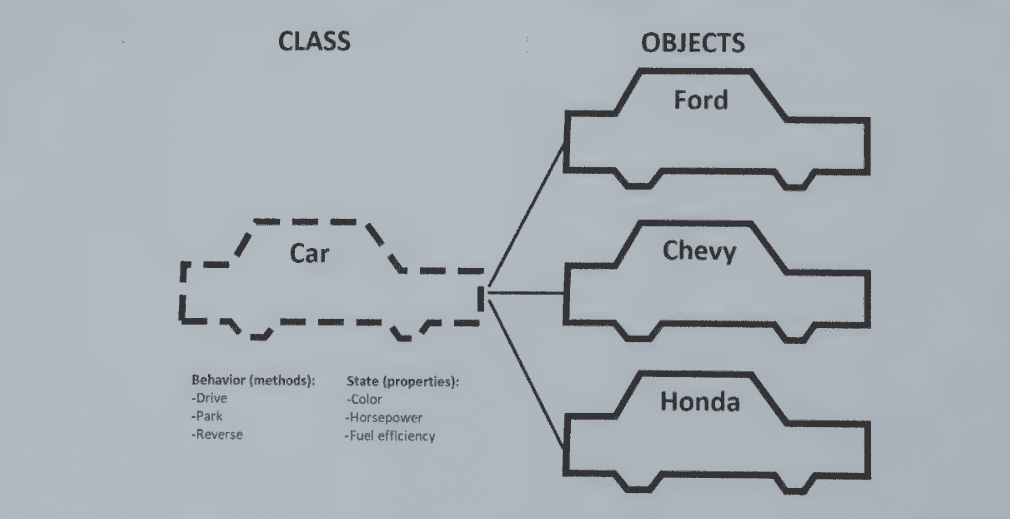 CLASS
OBJECTS
Ford
Car
Chevy
Honda
Behavior (methods):
-Drive
-Park
-Reverse
State (properties):
-Color
-Horsepower
-Fuel efficiency